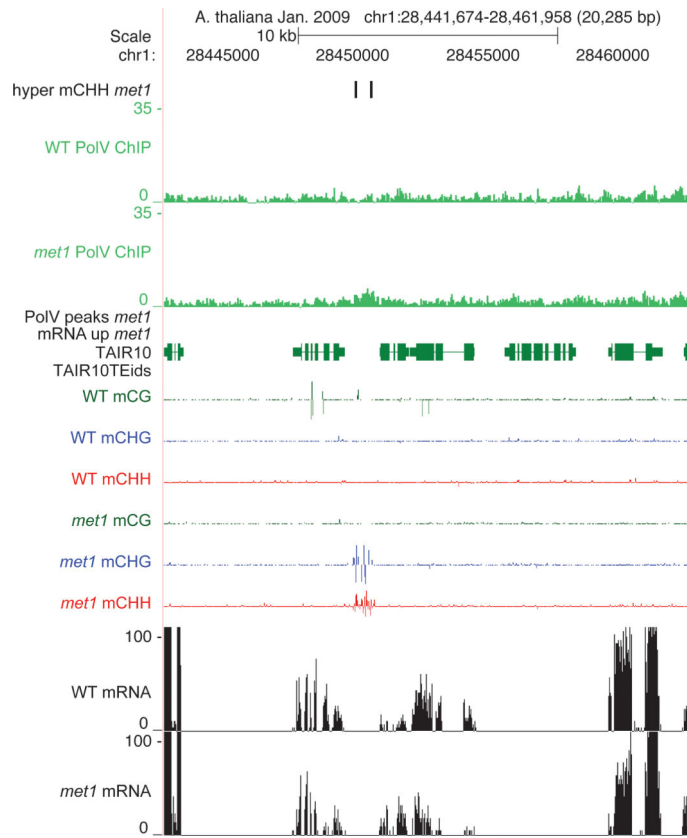 A. thaliana Jan. 2009 chr1:28,441,674-28,461,958 (20,285 bp)
Scale 10 kb
chr1: 28445000 28450000 28455000 28460000
hyper mCHH met1
35 -
WT PolV ChIP
0
35 -
met1 PolV ChIP
0
PolV peaks met1
mRNA up met1
TAIR10
TAIR10TEids
WT mCG
WT mCHG
WT mCHH
met1 mCG
met1 mCHG
met1 mCHH
100 -
WT mRNA
0
100 -
met1 mRNA
0